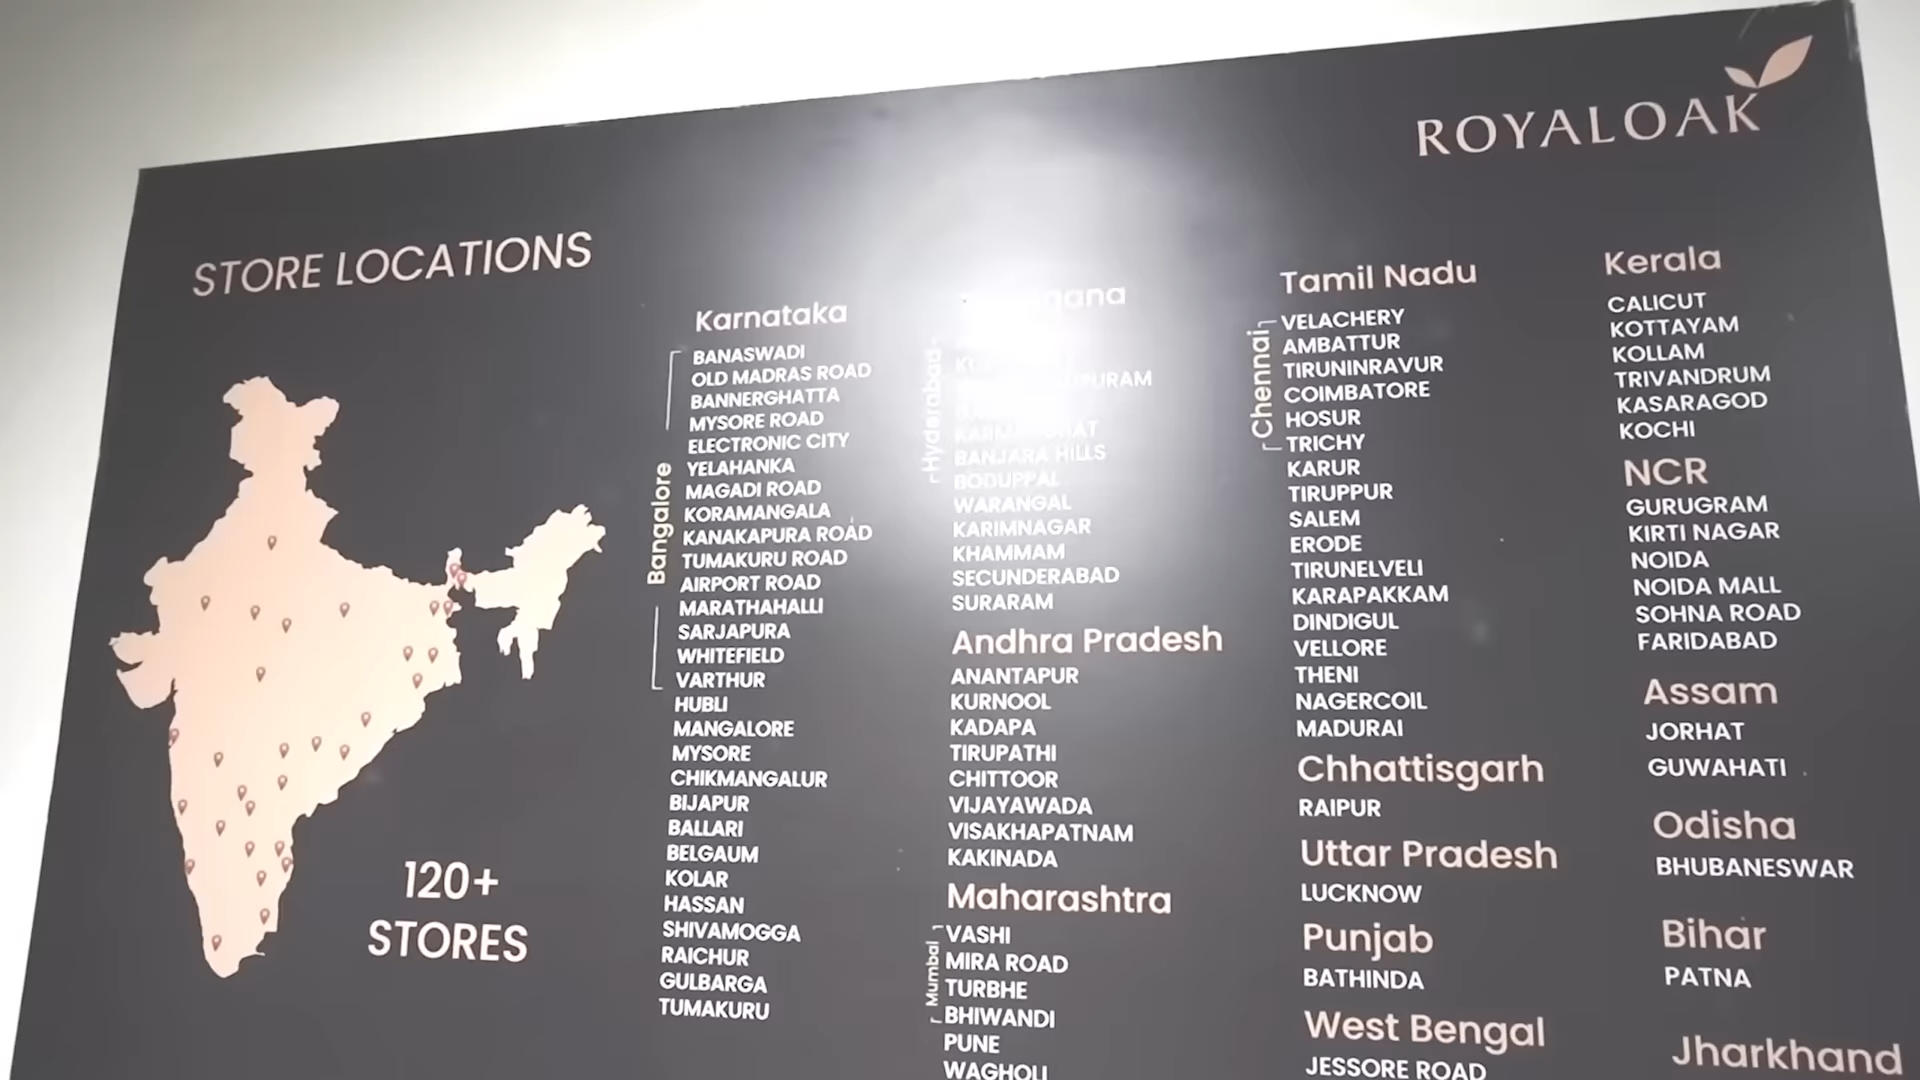 ROYALOAK
STORE LOCATIONS
120+
STORES
Karnataka
Bangalore
BANASWADI
OLD MADRAS ROAD
BANNERGHATTA
MYSORE ROAD
ELECTRONIC CITY
YELAHANKA
MAGADI ROAD
KORAMANGALA
KANAKAPURA ROAD
TUMAKURU ROAD
AIRPORT ROAD
MARATHAHALLI
SARJAPURA
WHITEFIELD
VARTHUR
HUBLI
MANGALORE
MYSORE
CHIKMANGALUR
BIJAPUR
BALLARI
BELGAUM
KOLAR
HASSAN
SHIVAMOGGA
RAICHUR
GULBARGA
TUMAKURU
Hyderabad
BANJARA HILLS
BODUPPAL
WARANGAL
KARIMNAGAR
KHAMMAM
SECUNDERABAD
SURARAM
Andhra Pradesh
ANANTAPUR
KURNOOL
KADAPA
TIRUPATHI
CHITTOOR
VIJAYAWADA
VISAKHAPATNAM
KAKINADA
Maharashtra
Mumbai
VASHI
MIRA ROAD
TURBHE
BHIWANDI
PUNE
WAGHOLI
Tamil Nadu
Chennai
VELACHERY
AMBATTUR
TIRUNINRAVUR
COIMBATORE
HOSUR
TRICHY
KARUR
TIRUPPUR
SALEM
ERODE
TIRUNELVELI
KARAPAKKAM
DINDIGUL
VELLORE
THENI
NAGERCOIL
MADURAI
Chhattisgarh
RAIPUR
Uttar Pradesh
LUCKNOW
Punjab
BATHINDA
West Bengal
JESSORE ROAD
Kerala
CALICUT
KOTTAYAM
KOLLAM
TRIVANDRUM
KASARAGOD
KOCHI
NCR
GURUGRAM
KIRTI NAGAR
NOIDA
NOIDA MALL
SOHNA ROAD
FARIDABAD
Assam
JORHAT
GUWAHATI
Odisha
BHUBANESWAR
Bihar
PATNA
Jharkhand